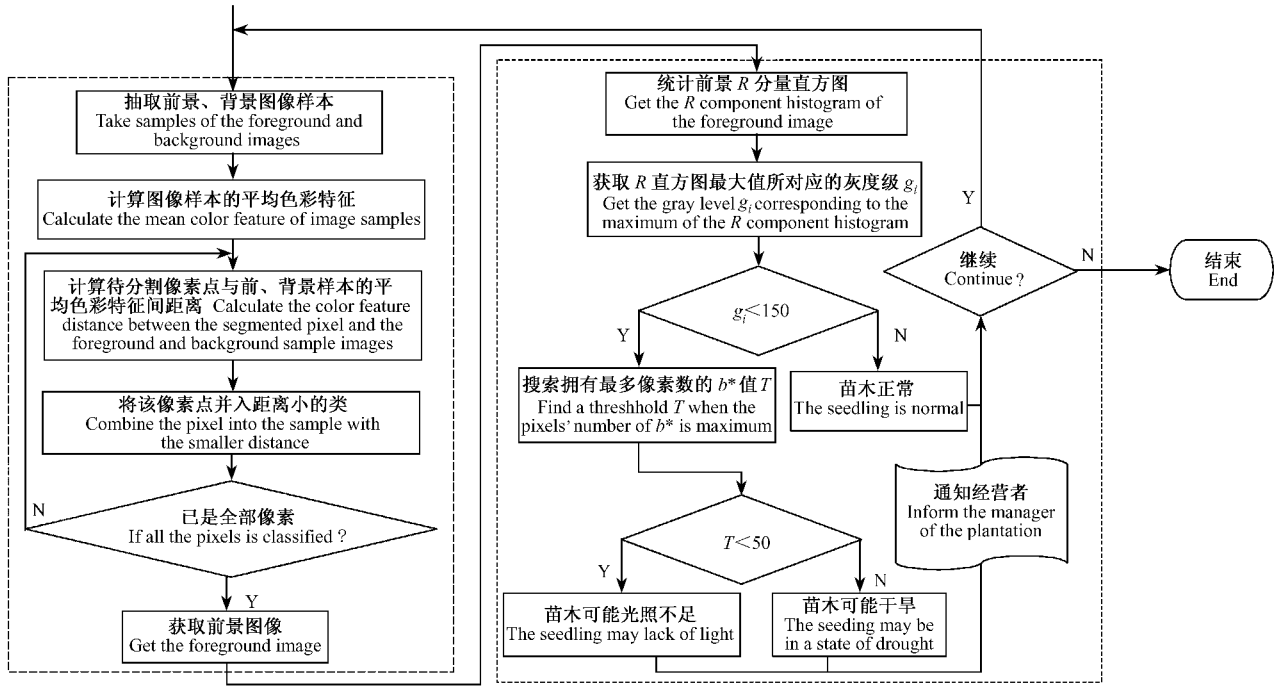 抽取前景、背景图像样本
Take samples of the foreground and
background images
计算图像样本的平均色彩特征
Calculate the mean color feature of image samples
计算待分割像素点与前、背景样本的平
均色彩特征间距离 Calculate the color feature
distance between the segmented pixel and the
foreground and background sample images
将该像素点并入距离小的类
Combine the pixel into the sample with
the smaller distance
N
已是全部像素
If all the pixels is classified？
Y
获取前景图像
Get the foreground image
统计前景 R 分量直方图
Get the R component histogram of
the foreground image
获取 R 直方图最大值所对应的灰度级 gi
Get the gray level gi corresponding to the
maximum of the R component histogram
gi＜150
Y
N
搜索拥有最多像素数的 b* 值 T
Find a threshhold T when the
pixels' number of b* is maximum
苗木正常
The seedling is normal
T＜50
Y
N
苗木可能光照不足
The seedling may lack of light
苗木可能干旱
The seeding may be
in a state of drought
通知经营者
Inform the manager
of the plantation
Y
继续
Continue？
N
结束
End